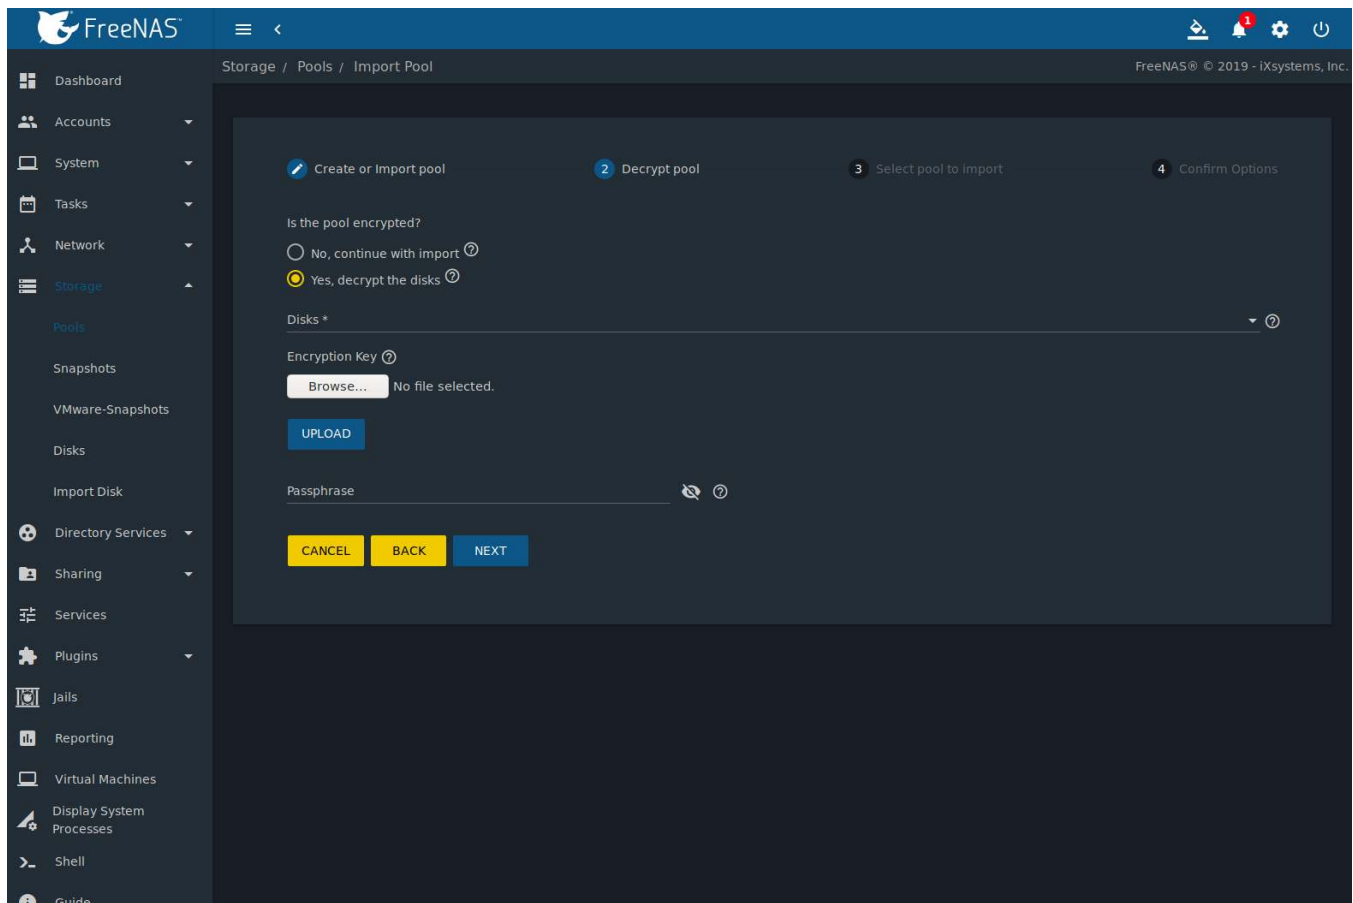 FreeNAS™
1
Storage / Pools / Import Pool
FreeNAS® © 2019 - iXsystems, Inc.
Dashboard
Accounts
System
Tasks
Network
Storage
Pools
Snapshots
VMware-Snapshots
Disks
Import Disk
Directory Services
Sharing
Services
Plugins
Jails
Reporting
Virtual Machines
Display System
Processes
Shell
Guide
Create or Import pool
2 Decrypt pool
3 Select pool to import
4 Confirm Options
Is the pool encrypted?
No, continue with import
Yes, decrypt the disks
Disks *
Encryption Key
Browse... No file selected.
UPLOAD
Passphrase
CANCEL BACK NEXT